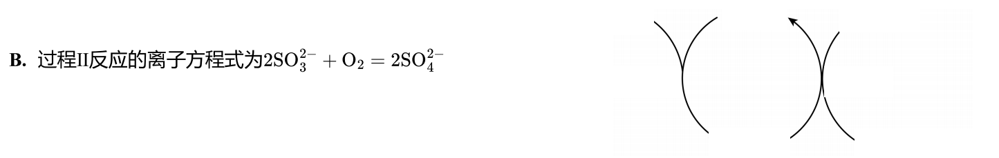 B. 过程II反应的离子方程式为2SO₃²⁻ + O₂ = 2SO₄²⁻